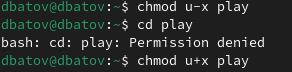 dbatov@dbatov:~$ chmod u-x play
dbatov@dbatov:~$ cd play
bash: cd: play: Permission denied
dbatov@dbatov:~$ chmod u+x play